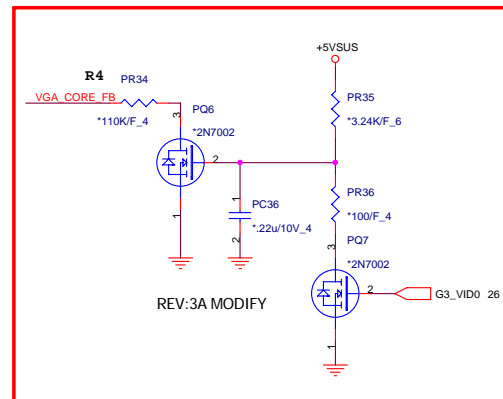 +5VSUS
R4 PR34
VGA_CORE_FB
*110K/F_4
3
PQ6
*2N7002
2
1
PR35
*3.24K/F_6
1
PC36
*.22u/10V_4
2
PR36
*100/F_4
3
PQ7
*2N7002
2
G3_VID0 26
1
REV:3A MODIFY